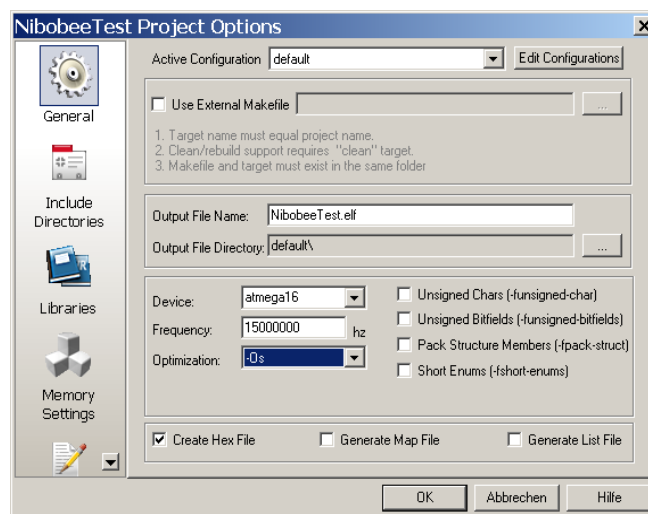 NibobeeTest Project Options
General
Include
Directories
Libraries
Memory
Settings
Active Configuration default Edit Configurations
Use External Makefile ...
1. Target name must equal project name.
2. Clean/rebuild support requires "clean" target.
3. Makefile and target must exist in the same folder
Output File Name: NibobeeTest.elf
Output File Directory: default\ ...
Device: atmega16
Frequency: 15000000 hz
Optimization: -Os
Unsigned Chars (-funsigned-char)
Unsigned Bitfields (-funsigned-bitfields)
Pack Structure Members (-fpack-struct)
Short Enums (-fshort-enums)
Create Hex File Generate Map File Generate List File
OK Abbrechen Hilfe